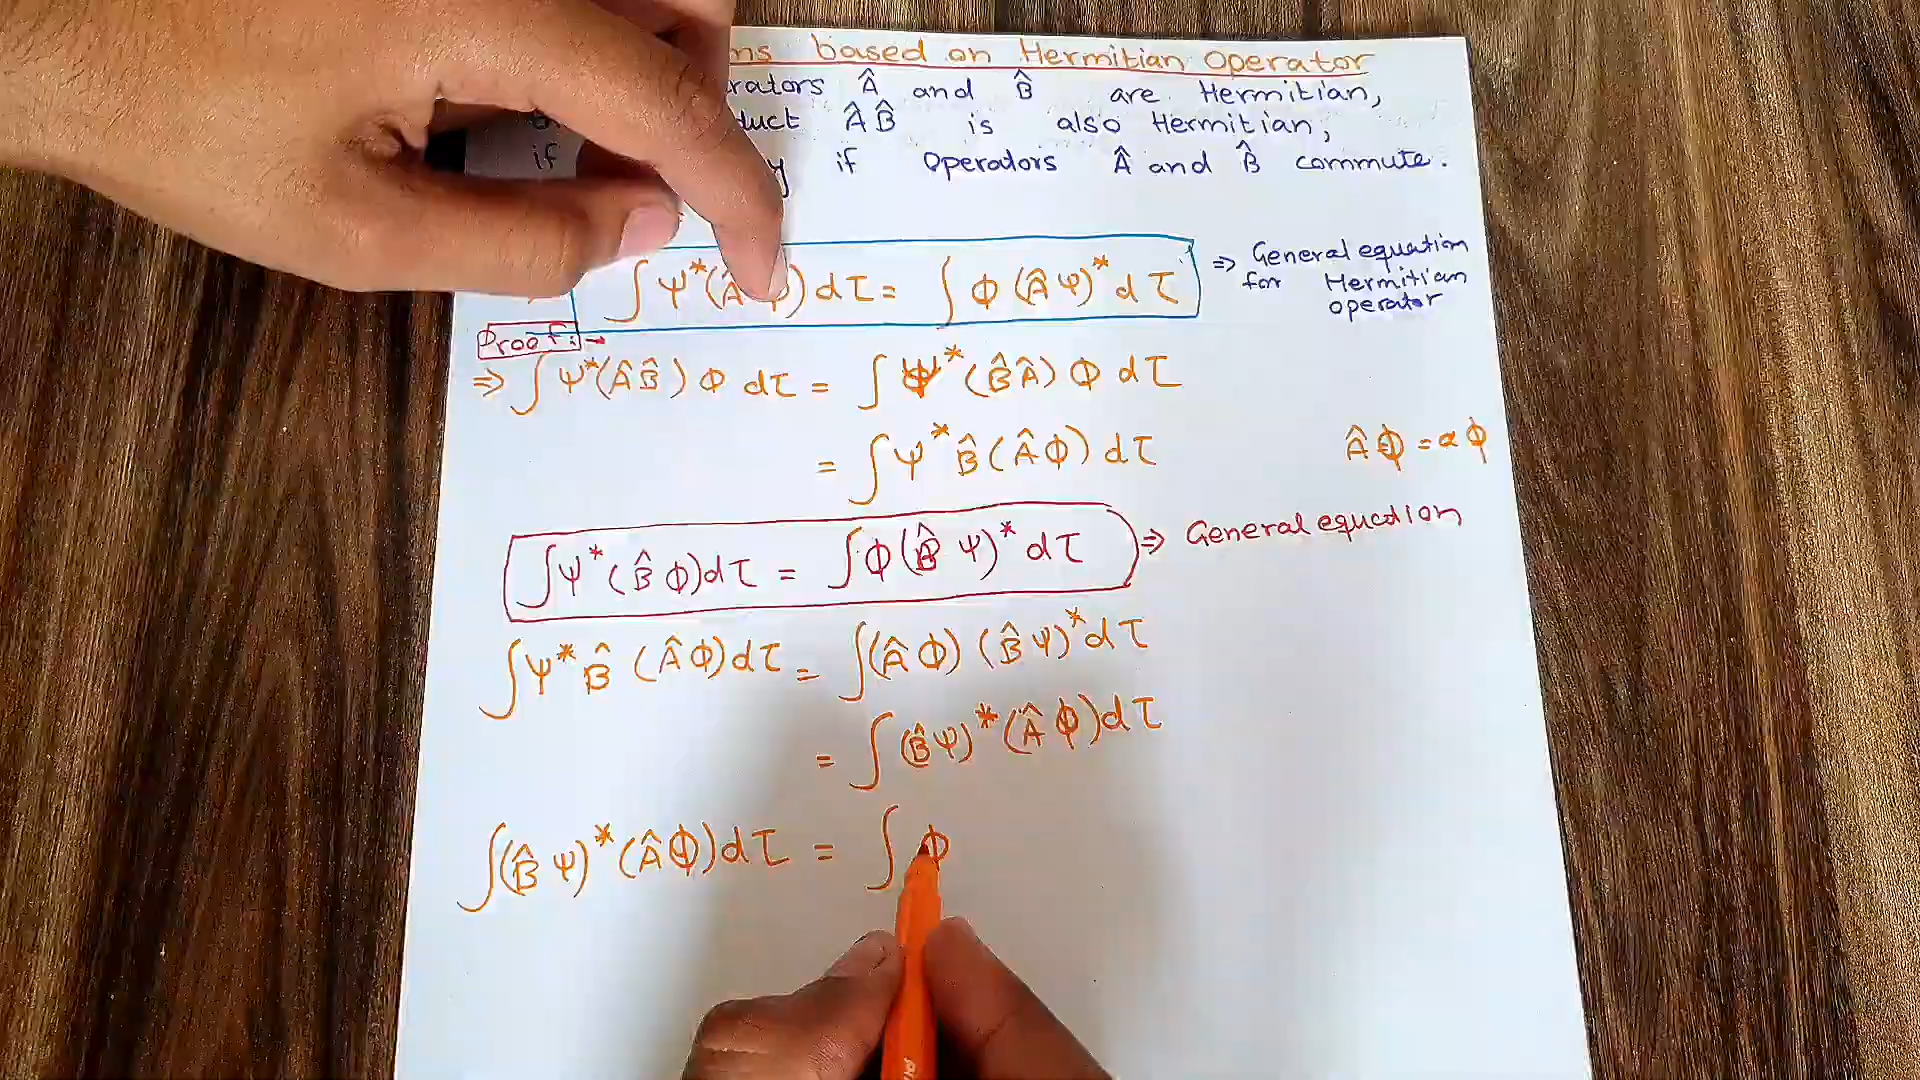 based on Hermitian Operator
Â and B̂ are Hermitian,
ÂB̂ is also Hermitian,
if if Operators Â and B̂ commute.
∫ψ*(Â φ)dτ = ∫ φ (Âψ)* dτ ⇒ General equation
for Hermitian
operator
Proof: →
⇒ ∫ψ*(ÂB̂) φ dτ = ∫ ψ* (B̂Â) φ dτ
= ∫ψ* B̂(Âφ) dτ Âφ = αφ
∫ψ*(B̂ φ)dτ = ∫φ(B̂ ψ)* dτ ⇒ General equation
∫ψ* B̂ (Âφ)dτ = ∫(Âφ) (B̂ψ)* dτ
= ∫(B̂ψ)*(Âφ)dτ
∫(B̂ψ)*(Âφ)dτ = ∫ φ